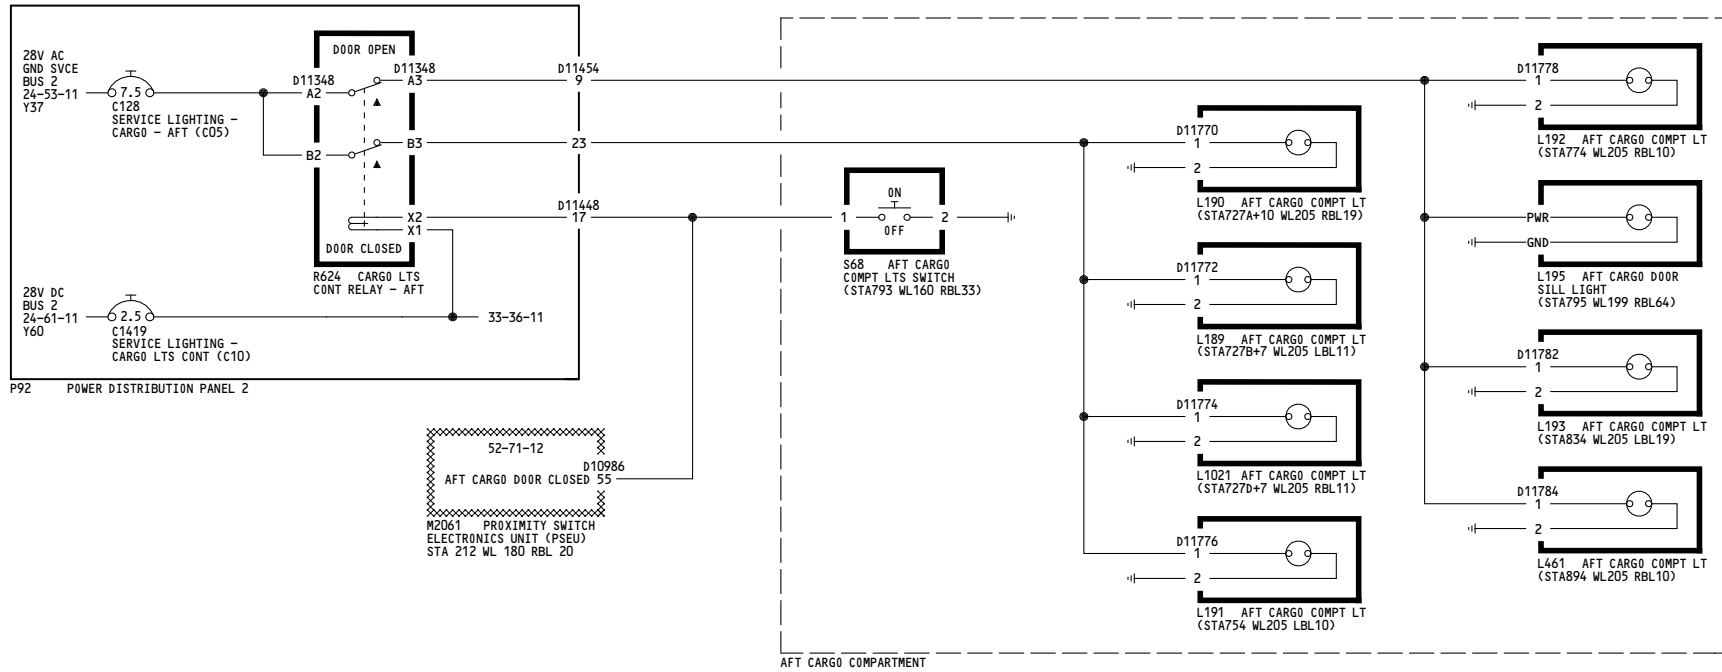 28V AC
GND SVCE
BUS 2
24-53-11
Y37
7.5
C128
SERVICE LIGHTING -
CARGO - AFT (C05)
DOOR OPEN
D11348
A2
D11348
A3
B2
B3
X2
X1
DOOR CLOSED
R624 CARGO LTS
CONT RELAY - AFT
D11454
9
23
D11448
17
28V DC
BUS 2
24-61-11
Y60
2.5
C1419
SERVICE LIGHTING -
CARGO LTS CONT (C10)
33-36-11
P92 POWER DISTRIBUTION PANEL 2
52-71-12
D10986
AFT CARGO DOOR CLOSED 55
M2061 PROXIMITY SWITCH
ELECTRONICS UNIT (PSEU)
STA 212 WL 180 RBL 20
ON
1
2
OFF
S68 AFT CARGO
COMPT LTS SWITCH
(STA793 WL160 RBL33)
D11770
1
2
L190 AFT CARGO COMPT LT
(STA727A+10 WL205 RBL19)
D11772
1
2
L189 AFT CARGO COMPT LT
(STA727B+7 WL205 LBL11)
D11774
1
2
L1021 AFT CARGO COMPT LT
(STA727D+7 WL205 RBL11)
D11776
1
2
L191 AFT CARGO COMPT LT
(STA754 WL205 LBL10)
D11778
1
2
L192 AFT CARGO COMPT LT
(STA774 WL205 RBL10)
PWR
GND
L195 AFT CARGO DOOR
SILL LIGHT
(STA795 WL199 RBL64)
D11782
1
2
L193 AFT CARGO COMPT LT
(STA834 WL205 LBL19)
D11784
1
2
L461 AFT CARGO COMPT LT
(STA894 WL205 RBL10)
AFT CARGO COMPARTMENT